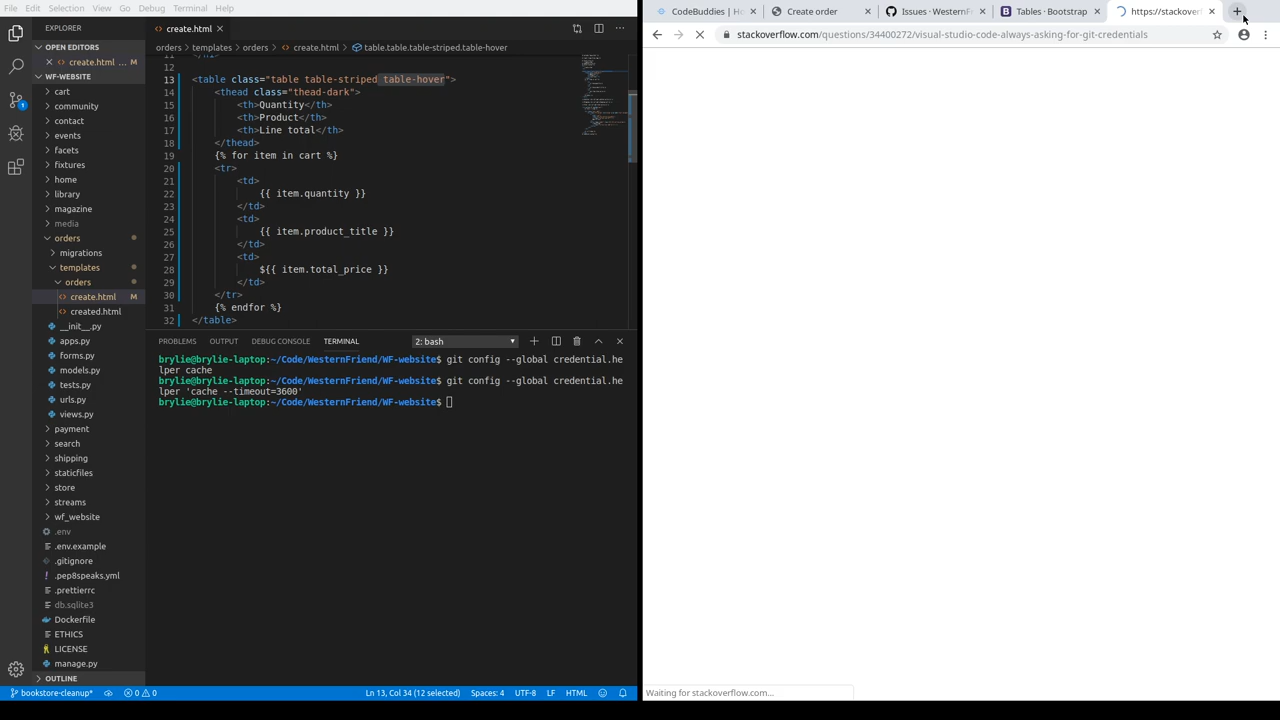 File Edit Selection View Go Debug Terminal Help
EXPLORER
OPEN EDITORS
create.html ... M
WF-WEBSITE
cart
community
contact
events
facets
fixtures
home
library
magazine
media
orders
migrations
templates
orders
create.html M
created.html
__init__.py
apps.py
forms.py
models.py
tests.py
urls.py
views.py
payment
search
shipping
staticfiles
store
streams
wf_website
.env
.env.example
.gitignore
.pep8speaks.yml
.prettierrc
db.sqlite3
Dockerfile
ETHICS
LICENSE
manage.py
OUTLINE
1
create.html
orders > templates > orders > create.html > table.table.table-striped.table-hover
11 </h1>
12
13 <table class="table table-striped table-hover">
14 <thead class="thead-dark">
15 <th>Quantity</th>
16 <th>Product</th>
17 <th>Line total</th>
18 </thead>
19 {% for item in cart %}
20 <tr>
21 <td>
22 {{ item.quantity }}
23 </td>
24 <td>
25 {{ item.product_title }}
26 </td>
27 <td>
28 ${{ item.total_price }}
29 </td>
30 </tr>
31 {% endfor %}
32 </table>
PROBLEMS OUTPUT DEBUG CONSOLE TERMINAL 2: bash
brylie@brylie-laptop:~/Code/WesternFriend/WF-website$ git config --global credential.he
lper cache
brylie@brylie-laptop:~/Code/WesternFriend/WF-website$ git config --global credential.he
lper 'cache --timeout=3600'
brylie@brylie-laptop:~/Code/WesternFriend/WF-website$
bookstore-cleanup* 0 0 Ln 13, Col 34 (12 selected) Spaces: 4 UTF-8 LF HTML
CodeBuddies | H Create order Issues · WesternF Tables · Bootstrap https://stackoverf
stackoverflow.com/questions/34400272/visual-studio-code-always-asking-for-git-credentials
Waiting for stackoverflow.com...